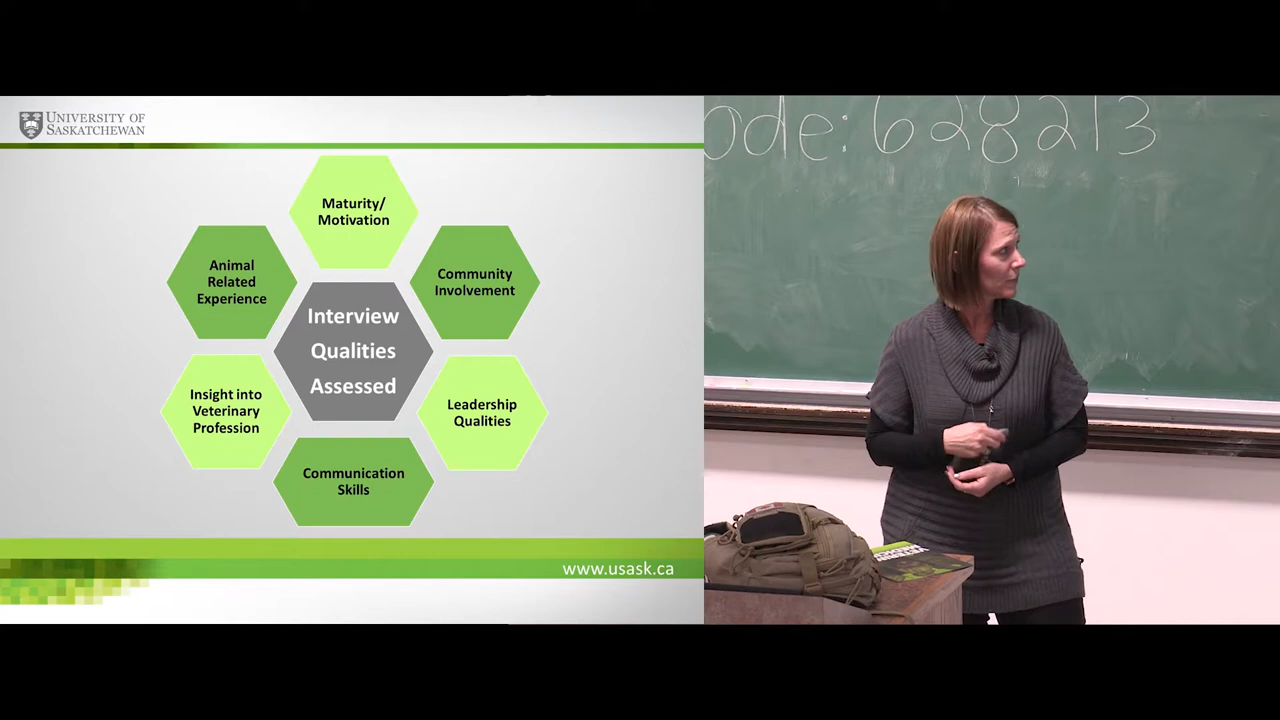 UNIVERSITY OF
SASKATCHEWAN
Maturity/
Motivation
Animal
Related
Experience
Community
Involvement
Interview
Qualities
Assessed
Insight into
Veterinary
Profession
Leadership
Qualities
Communication
Skills
www.usask.ca
ode: 628213